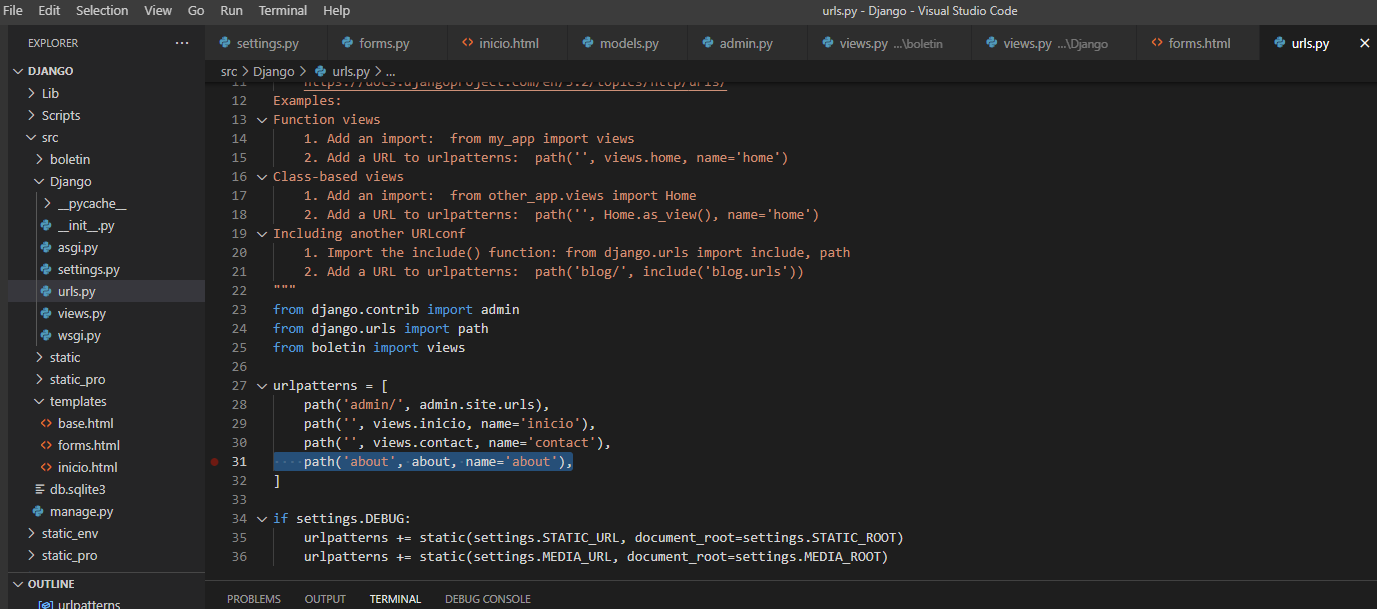 File Edit Selection View Go Run Terminal Help
urls.py - Django - Visual Studio Code
EXPLORER
settings.py
forms.py
inicio.html
models.py
admin.py
views.py ...\boletin
views.py ...\Django
forms.html
urls.py
DJANGO
Lib
Scripts
src
boletin
Django
__pycache__
__init__.py
asgi.py
settings.py
urls.py
views.py
wsgi.py
static
static_pro
templates
base.html
forms.html
inicio.html
db.sqlite3
manage.py
static_env
static_pro
OUTLINE
urlpatterns
src > Django > urls.py > ...
11 https://docs.djangoproject.com/en/3.2/topics/http/urls/
12 Examples:
13 Function views
14 1. Add an import:  from my_app import views
15 2. Add a URL to urlpatterns:  path('', views.home, name='home')
16 Class-based views
17 1. Add an import:  from other_app.views import Home
18 2. Add a URL to urlpatterns:  path('', Home.as_view(), name='home')
19 Including another URLconf
20 1. Import the include() function: from django.urls import include, path
21 2. Add a URL to urlpatterns:  path('blog/', include('blog.urls'))
22 """
23 from django.contrib import admin
24 from django.urls import path
25 from boletin import views
26
27 urlpatterns = [
28 path('admin/', admin.site.urls),
29 path('', views.inicio, name='inicio'),
30 path('', views.contact, name='contact'),
31 path('about', about, name='about'),
32 ]
33
34 if settings.DEBUG:
35 urlpatterns += static(settings.STATIC_URL, document_root=settings.STATIC_ROOT)
36 urlpatterns += static(settings.MEDIA_URL, document_root=settings.MEDIA_ROOT)
PROBLEMS OUTPUT TERMINAL DEBUG CONSOLE